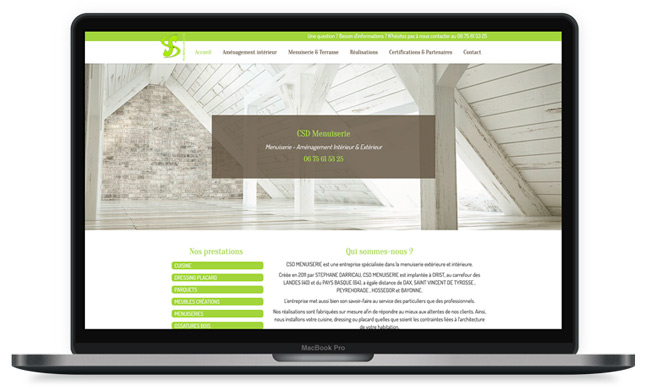 Une question ? Besoin d'informations ? N'hésitez pas à nous contacter au 06 75 61 53 25
Accueil Aménagement intérieur Menuiserie & Terrasse Réalisations Certifications & Partenaires Contact
CSD Menuiserie
Menuiserie - Aménagement Intérieur & Extérieur
06 75 61 53 25
Nos prestations
CUISINE
DRESSING PLACARD
PARQUETS
MEUBLES CRÉATIONS
MENUISERIES
OSSATURES BOIS
Qui sommes-nous ?
CSD MENUISERIE est une entreprise spécialisée dans la menuiserie extérieure et intérieure.
Créée en 2011 par STEPHANE DARRICAU, CSD MENUISERIE est implantée à ORIST, au carrefour des
LANDES (40) et du PAYS BASQUE (64), à égale distance de DAX, SAINT VINCENT DE TYROSSE ,
PEYREHORADE , HOSSEGOR et BAYONNE.
L'entreprise met aussi bien son savoir-faire au service des particuliers que des professionnels.
Nos réalisations sont fabriquées sur mesure afin de répondre au mieux aux attentes de nos clients. Ainsi,
nous installons votre cuisine, dressing ou placard quelles que soient les contraintes liées à l'architecture
de votre habitation.
MacBook Pro